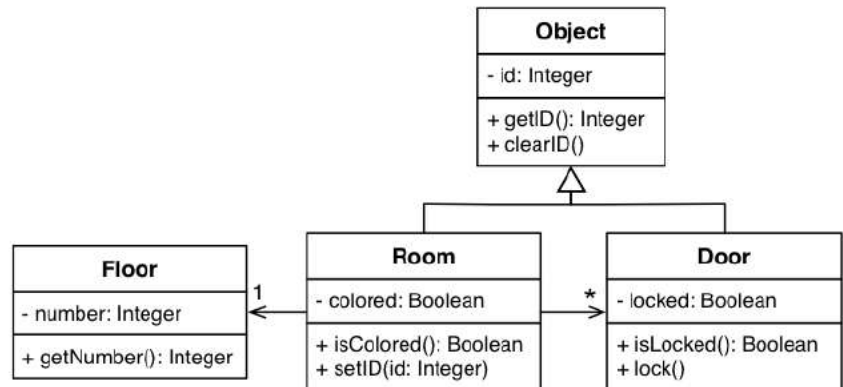 Object
- id: Integer
+ getID(): Integer
+ clearID()
Floor
- number: Integer
+ getNumber(): Integer
1
Room
- colored: Boolean
+ isColored(): Boolean
+ setID(id: Integer)
*
Door
- locked: Boolean
+ isLocked(): Boolean
+ lock()